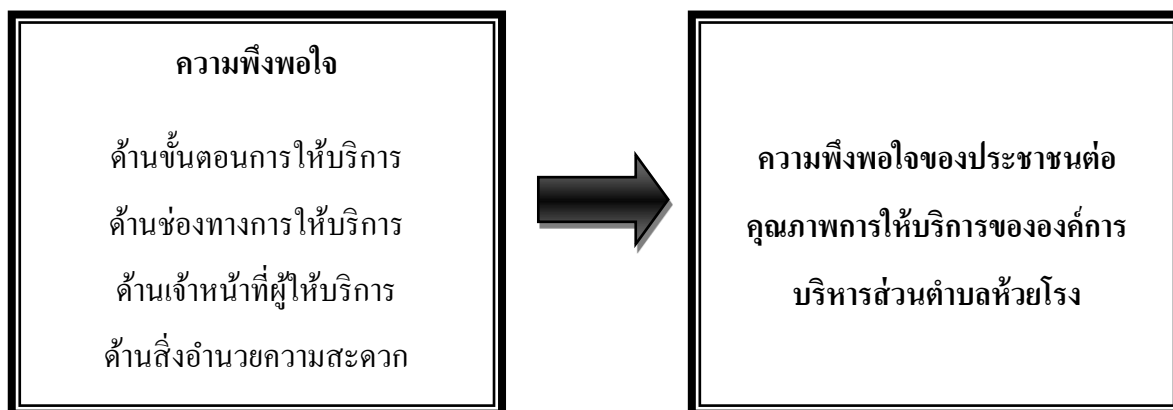 ความพึงพอใจ
ด้านขั้นตอนการให้บริการ
ด้านช่องทางการให้บริการ
ด้านเจ้าหน้าที่ผู้ให้บริการ
ด้านสิ่งอำนวยความสะดวก
ความพึงพอใจของประชาชนต่อ
คุณภาพการให้บริการขององค์การ
บริหารส่วนตำบลห้วยโรง